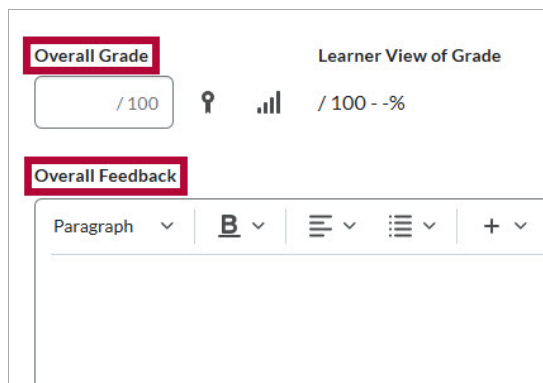 Overall Grade Learner View of Grade
/ 100 / 100 - -%
Overall Feedback
Paragraph B